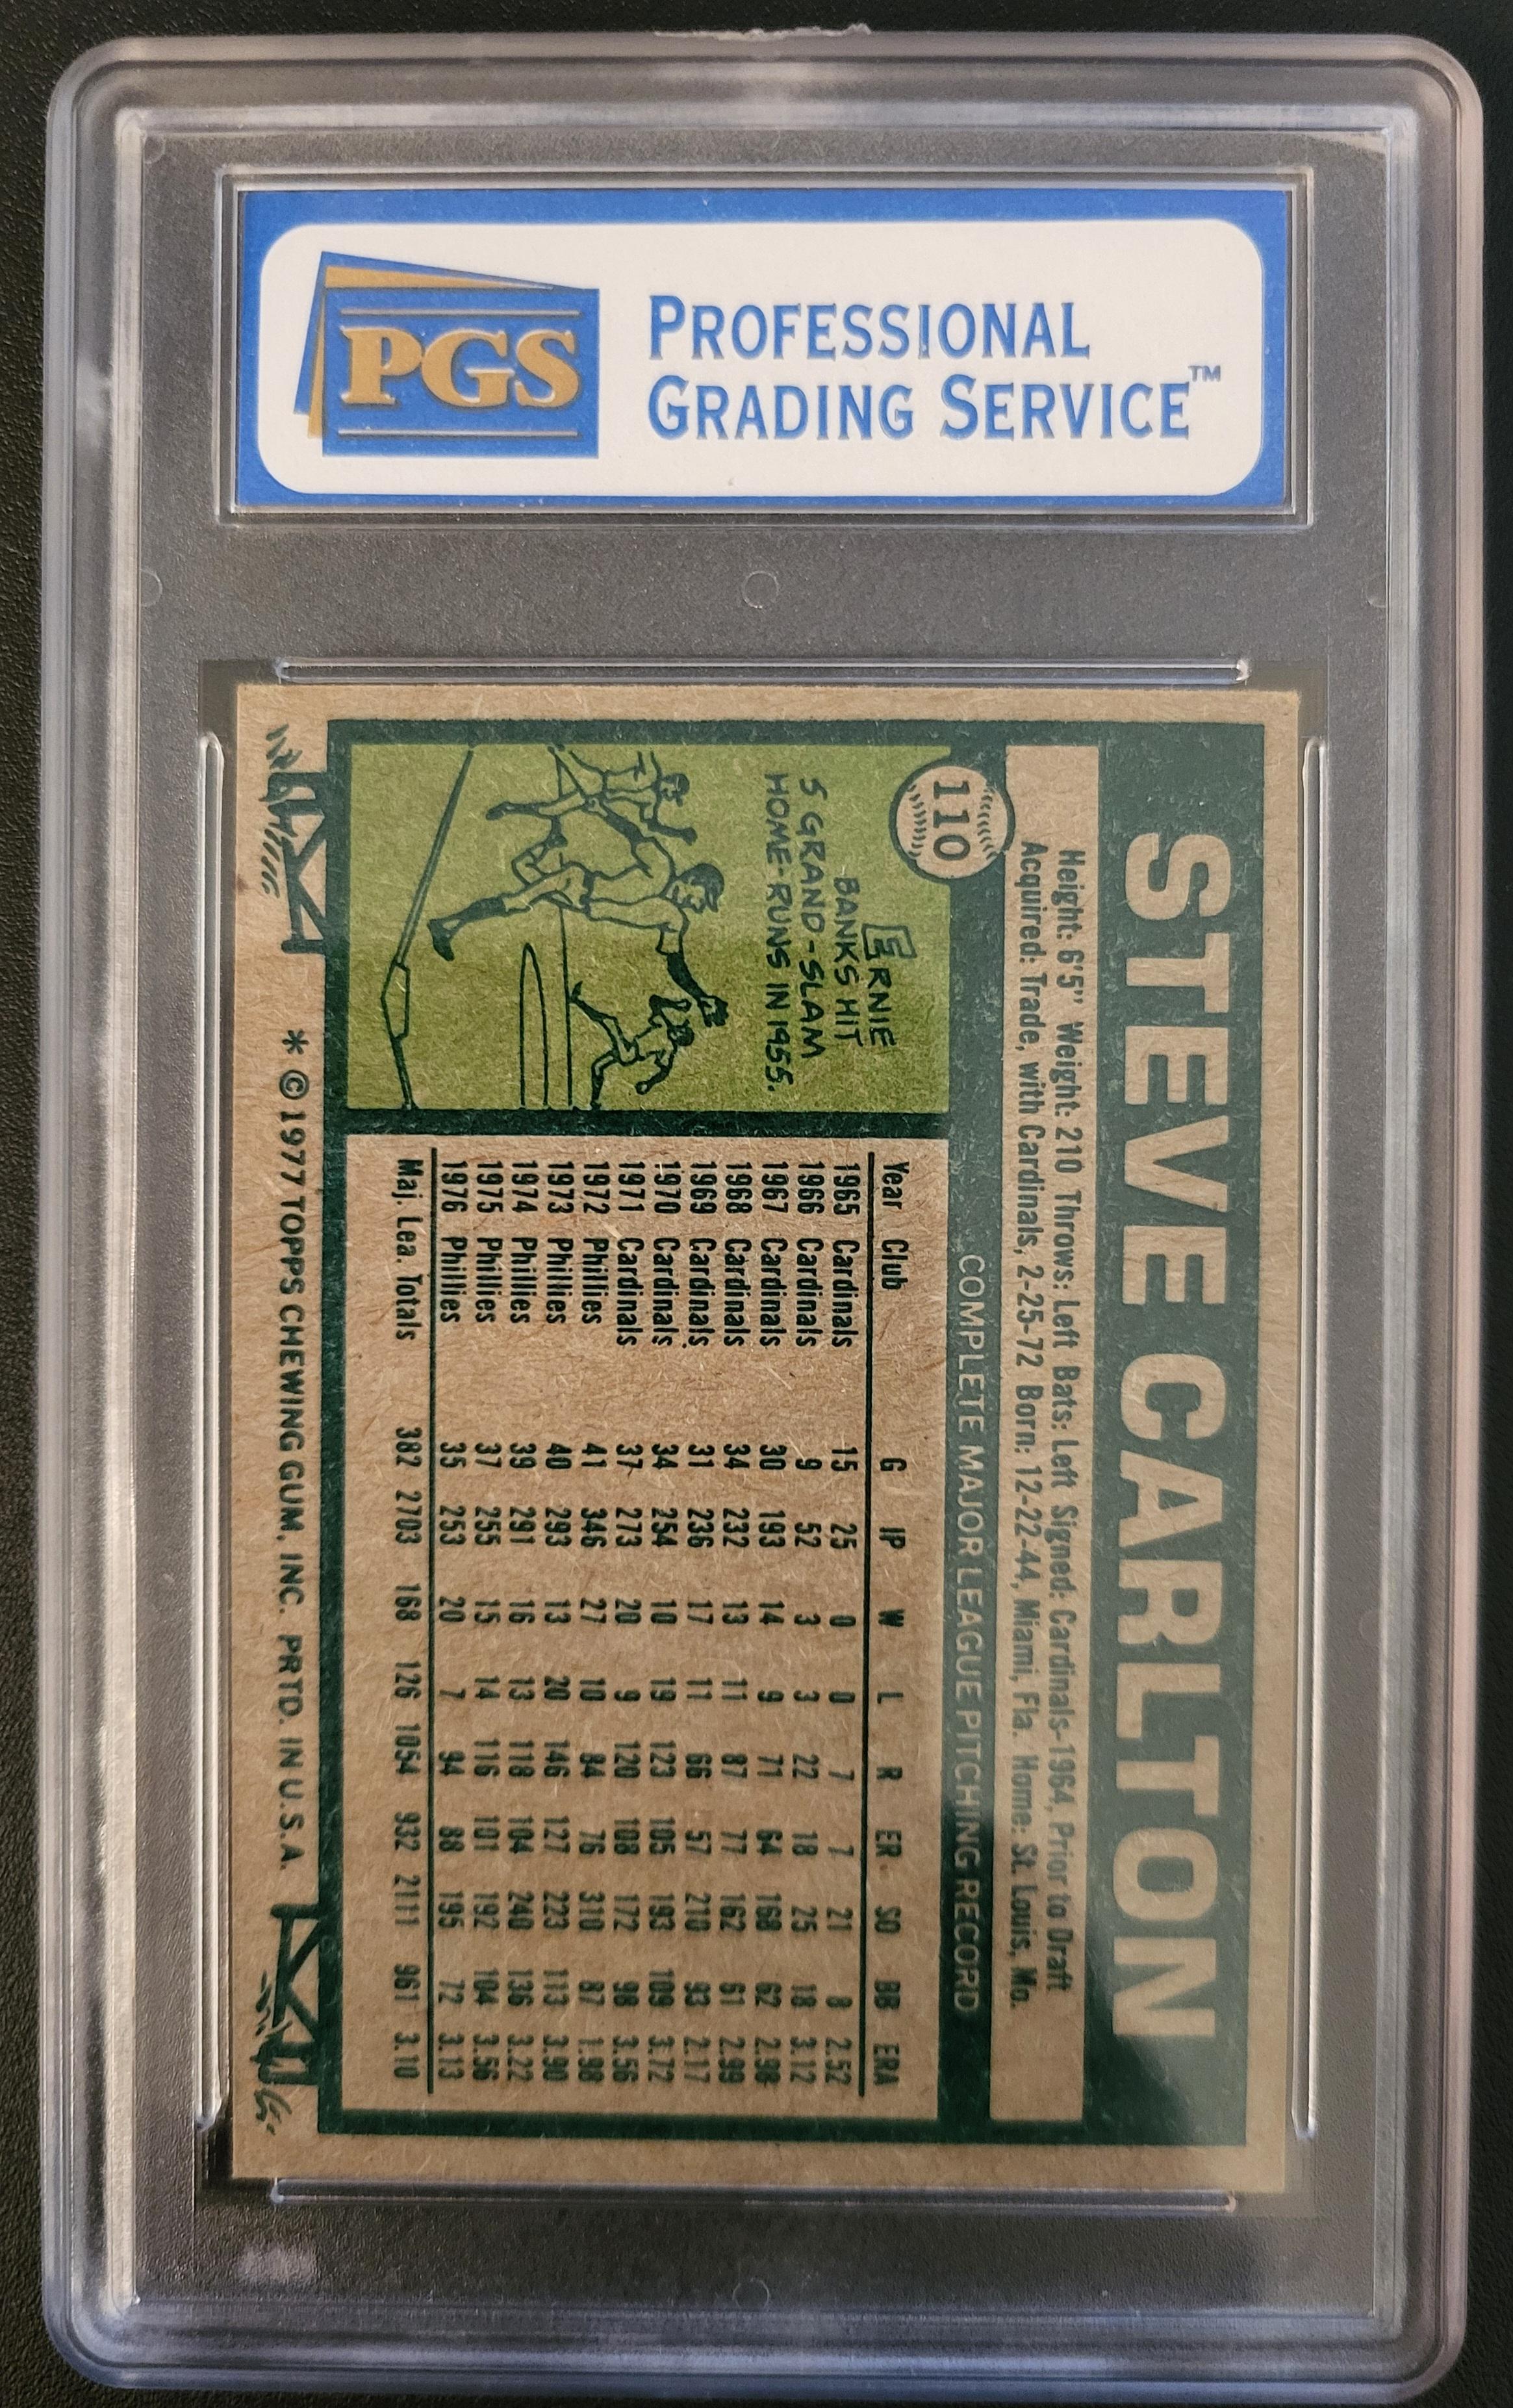 PGS
PROFESSIONAL
GRADING SERVICE™
STEVE CARLTON
Height: 6'5" Weight: 210 Throws: Left Bats: Left Signed: Cardinals-1964, Prior to Draft
Acquired: Trade, with Cardinals, 2-25-72 Born: 12-22-44, Miami, Fla. Home: St. Louis, Mo.
110
COMPLETE MAJOR LEAGUE PITCHING RECORD
ERNIE
BANKS HIT
5 GRAND-SLAM
HOME-RUNS IN 1955.
Year Club G IP W L R ER SO BB ERA
1965 Cardinals 15 25 0 0 7 7 21 8 2.52
1966 Cardinals 9 52 3 3 22 18 25 18 3.12
1967 Cardinals 30 193 14 9 71 64 168 62 2.98
1968 Cardinals 34 232 13 11 87 77 162 61 2.99
1969 Cardinals 31 236 17 11 66 57 210 93 2.17
1970 Cardinals 34 254 10 19 123 105 193 109 3.72
1971 Cardinals 37 273 20 9 120 108 172 98 3.56
1972 Phillies 41 346 27 10 84 76 310 87 1.98
1973 Phillies 40 293 13 20 146 127 223 113 3.90
1974 Phillies 39 291 16 13 118 104 240 136 3.22
1975 Phillies 37 255 15 14 116 101 192 104 3.56
1976 Phillies 35 253 20 7 94 88 195 72 3.13
Maj. Lea. Totals 382 2703 168 126 1054 932 2111 961 3.10
* © 1977 TOPPS CHEWING GUM, INC. PRTD. IN U.S.A.